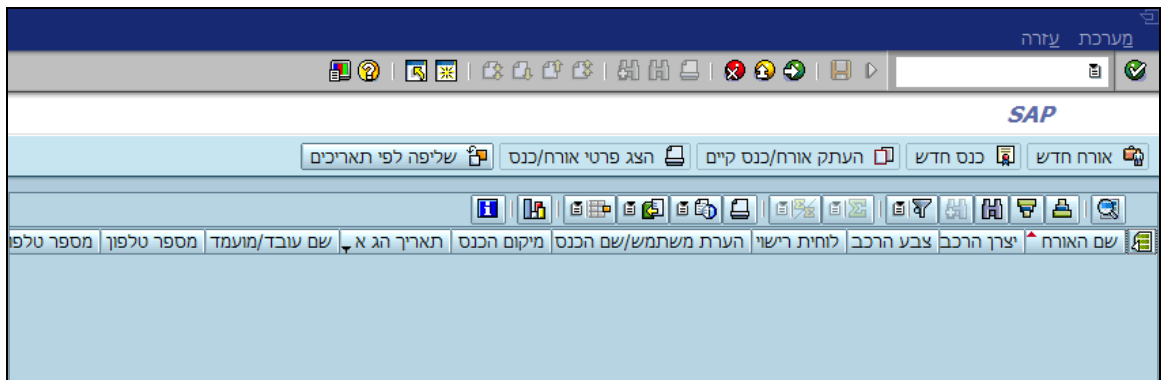 מערכת עזרה
SAP
אורח חדש כנס חדש העתק אורח/כנס קיים הצג פרטי אורח/כנס שליפה לפי תאריכים
שם האורח יצרן הרכב צבע הרכב לוחית רישוי הערת משתמש/שם הכנס מיקום הכנס תאריך הג א שם עובד/מועמד מספר טלפון מספר טלפו